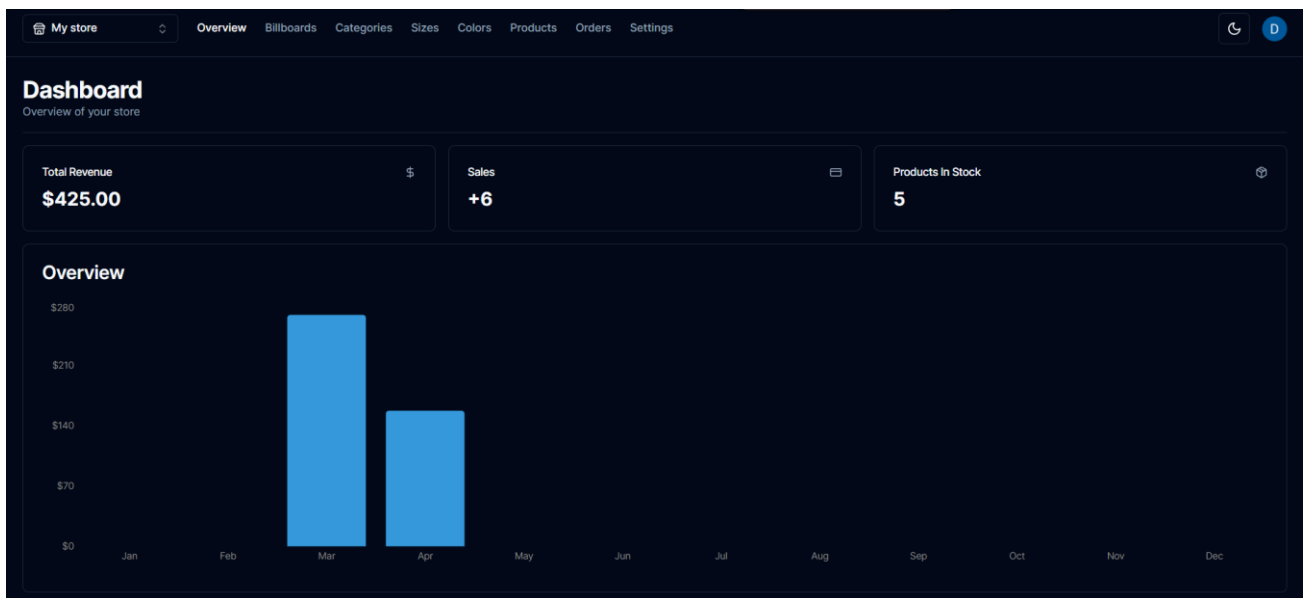 My store Overview Billboards Categories Sizes Colors Products Orders Settings D
Dashboard
Overview of your store
Total Revenue $
$425.00
Sales
+6
Products In Stock
5
Overview
$280
$210
$140
$70
$0
Jan Feb Mar Apr May Jun Jul Aug Sep Oct Nov Dec